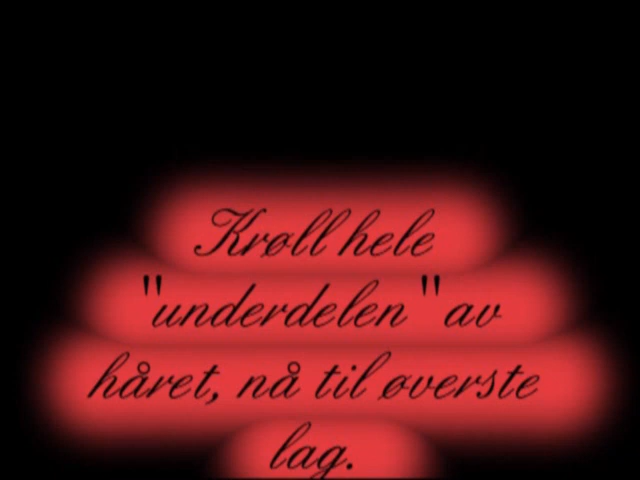 Krøll hele
"underdelen" av
håret, nå til øverste
lag.